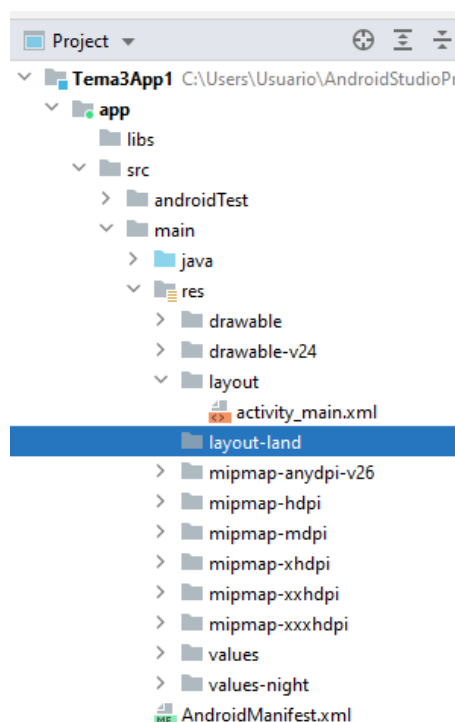 Project
Tema3App1 C:\Users\Usuario\AndroidStudioPr
app
libs
src
androidTest
main
java
res
drawable
drawable-v24
layout
activity_main.xml
layout-land
mipmap-anydpi-v26
mipmap-hdpi
mipmap-mdpi
mipmap-xhdpi
mipmap-xxhdpi
mipmap-xxxhdpi
values
values-night
AndroidManifest.xml